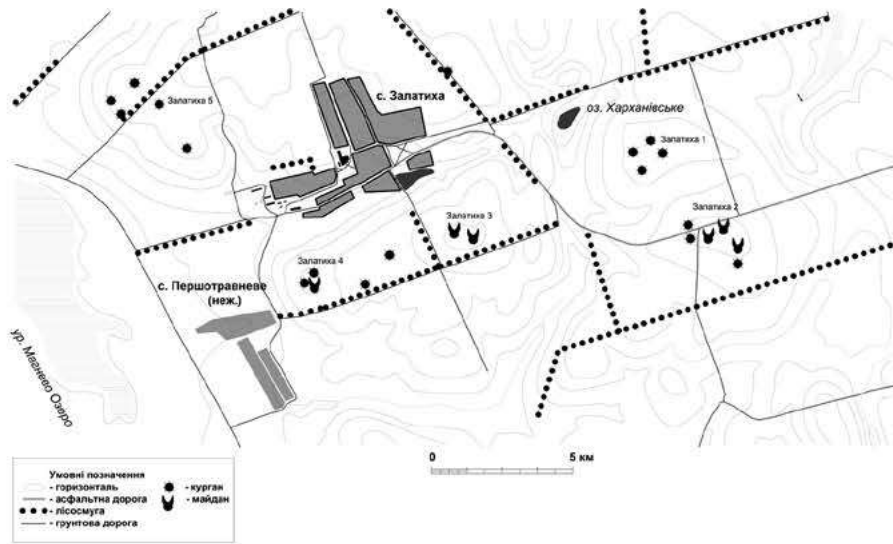 с. Залатиха
оз. Харханівське
Залатиха 5
Залатиха 1
Залатиха 2
Залатиха 3
Залатиха 4
с. Першотравневе
(неж.)
ур. Магнево Озеро
0 5 км
Умовні позначення
- горизонталь
- асфальтна дорога
- лісосмуга
- грунтова дорога
- курган
- майдан